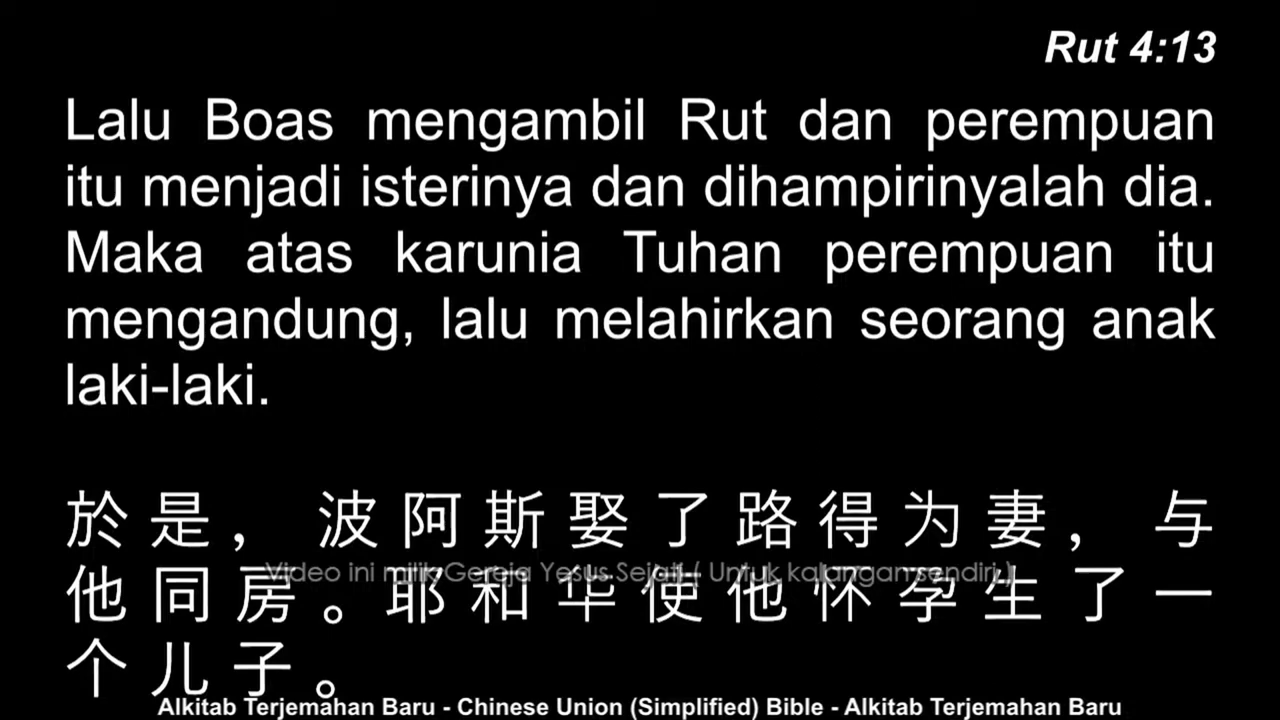 Rut 4:13
Lalu Boas mengambil Rut dan perempuan
itu menjadi isterinya dan dihampirinyalah dia.
Maka atas karunia Tuhan perempuan itu
mengandung, lalu melahirkan seorang anak
laki-laki.
於是，波阿斯娶了路得为妻，与
Video ini milik Gereja Yesus Sejati ( Untuk kalangan sendiri )
他同房。耶和华使他怀孕生了一
个儿子。
Alkitab Terjemahan Baru - Chinese Union (Simplified) Bible - Alkitab Terjemahan Baru